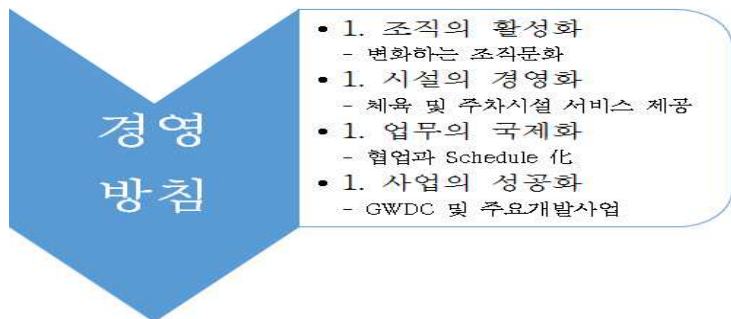 경영
방침
• 1. 조직의 활성화
- 변화하는 조직문화
• 1. 시설의 경영화
- 체육 및 주차시설 서비스 제공
• 1. 업무의 국제화
- 협업과 Schedule 化
• 1. 사업의 성공화
- GWDC 및 주요개발사업